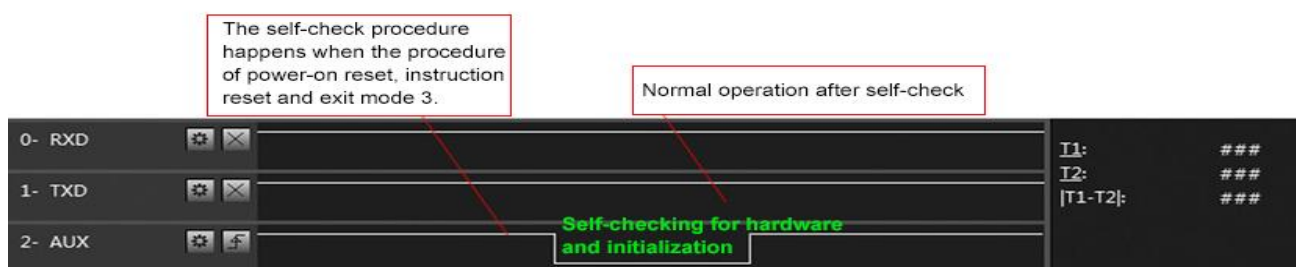 The self-check procedure
happens when the procedure
of power-on reset, instruction
reset and exit mode 3.
Normal operation after self-check
0- RXD
T1: ###
T2: ###
1- TXD
|T1-T2|: ###
Self-checking for hardware
and initialization
2- AUX